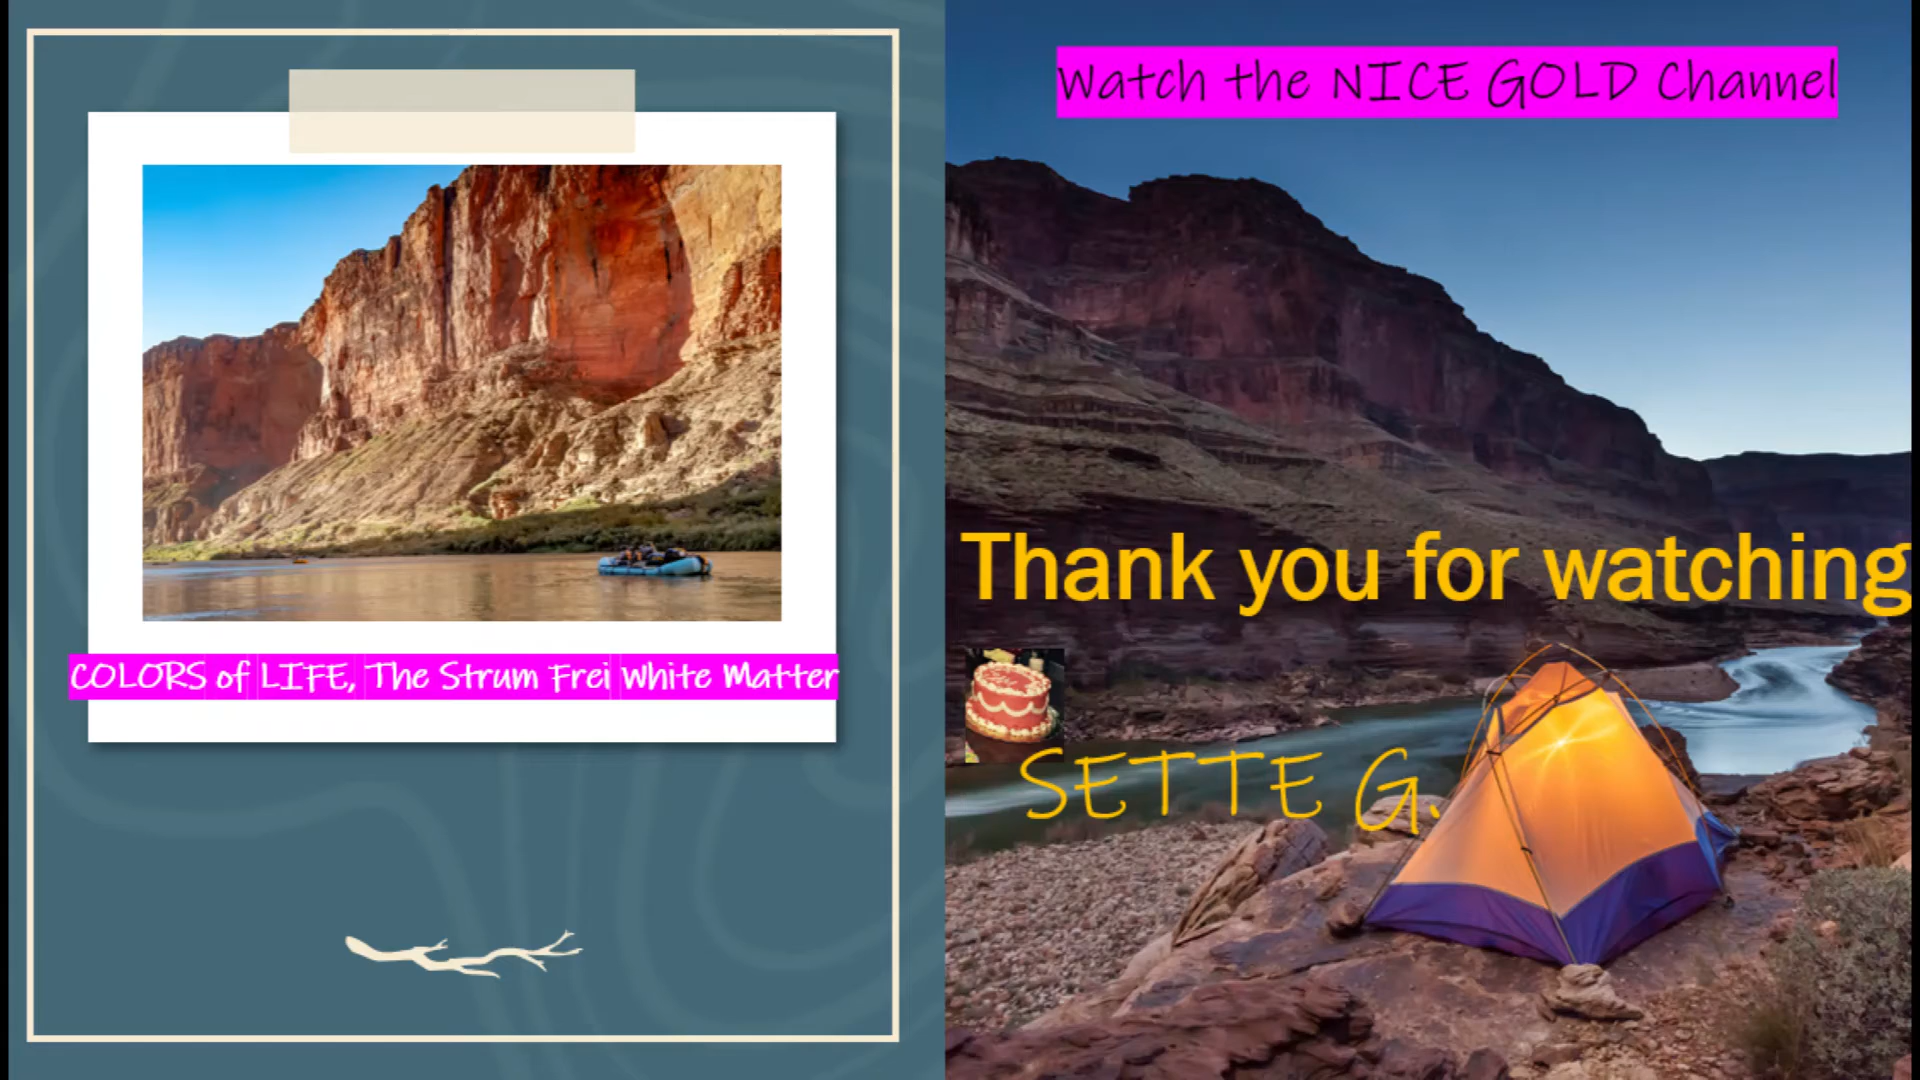 COLORS of LIFE, The Strum Frei White Matter
Watch the NICE GOLD Channel
Thank you for watching
SETTE G.